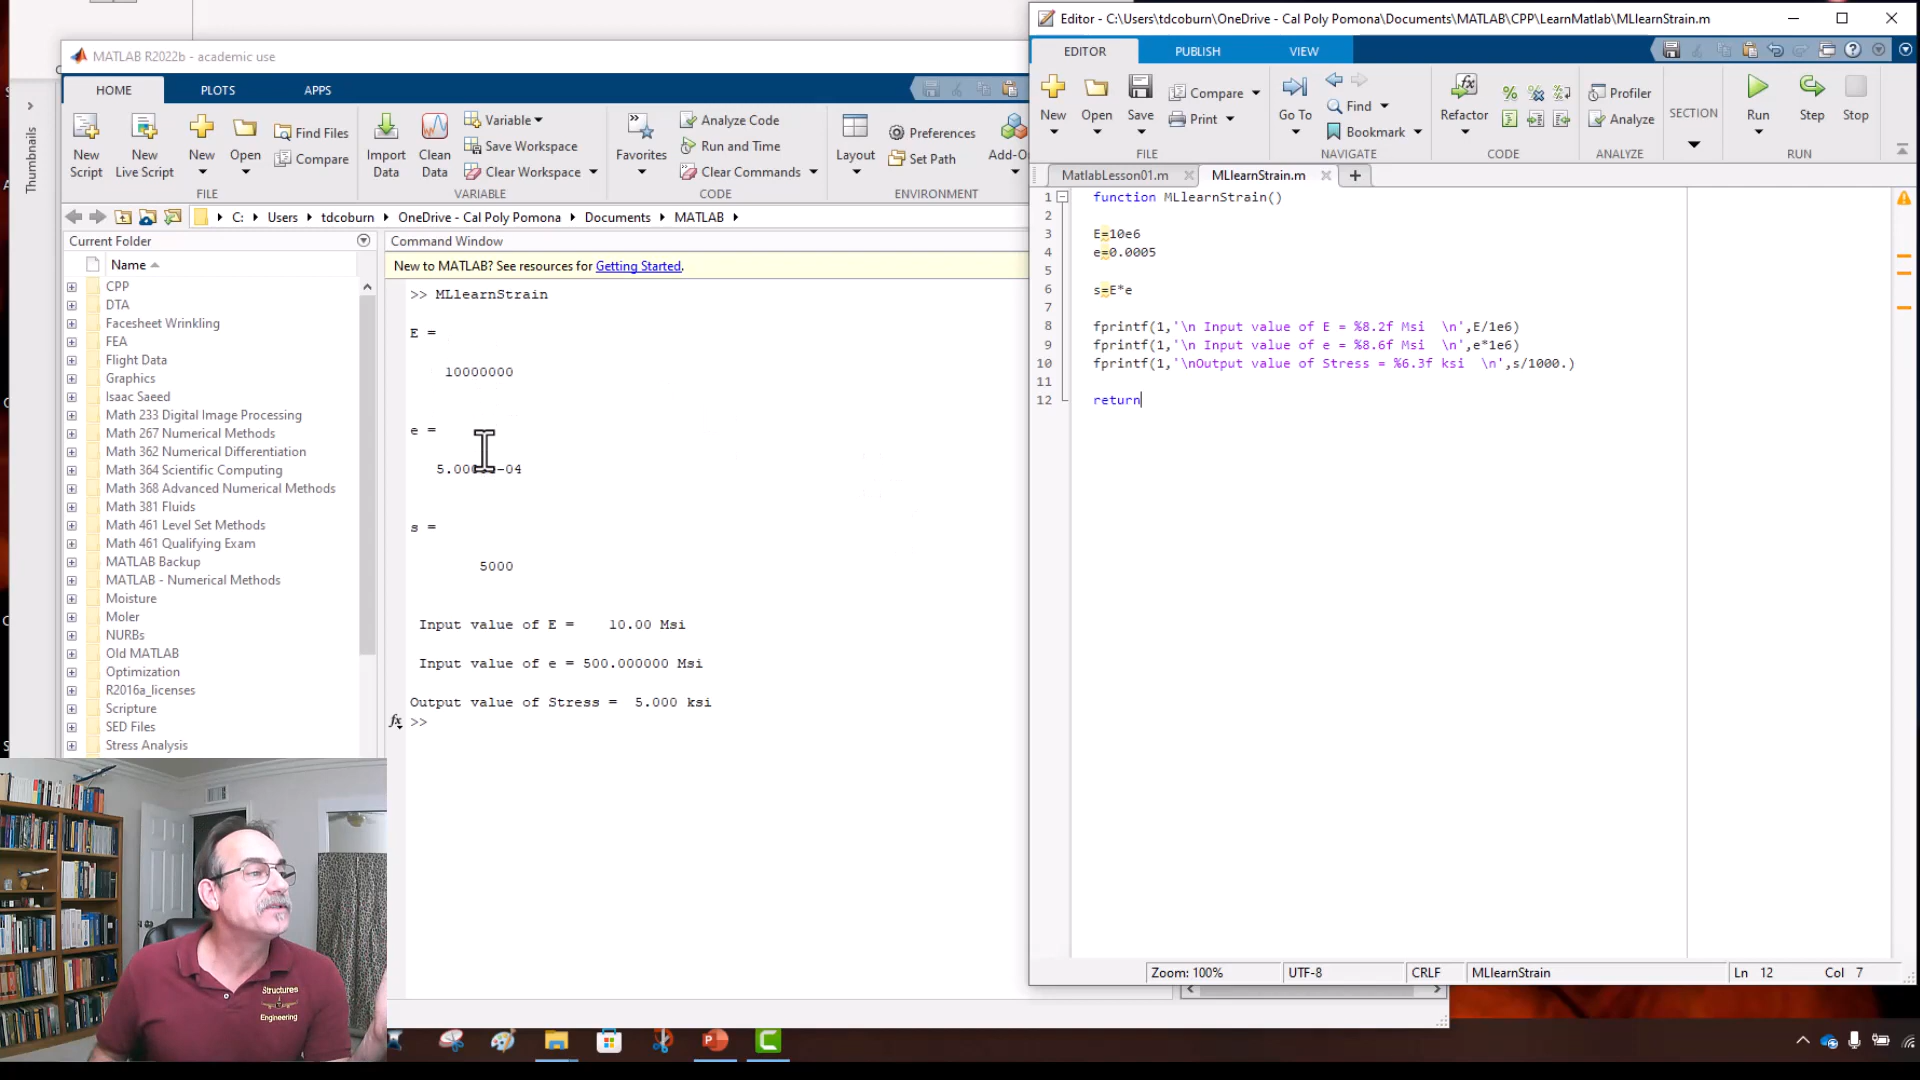 MATLAB R2022b - academic use
HOME
PLOTS
APPS
New Script
New Live Script
New
Open
Find Files
Compare
Import Data
Clean Data
Variable
Save Workspace
Clear Workspace
Favorites
Analyze Code
Run and Time
Clear Commands
Layout
Preferences
Set Path
Add-O
FILE
VARIABLE
CODE
ENVIRONMENT
C: Users tdcoburn OneDrive - Cal Poly Pomona Documents MATLAB
Thumbnails
Current Folder
Name
CPP
DTA
Facesheet Wrinkling
FEA
Flight Data
Graphics
Isaac Saeed
Math 233 Digital Image Processing
Math 267 Numerical Methods
Math 362 Numerical Differentiation
Math 364 Scientific Computing
Math 368 Advanced Numerical Methods
Math 381 Fluids
Math 461 Level Set Methods
Math 461 Qualifying Exam
MATLAB Backup
MATLAB - Numerical Methods
Moisture
Moler
NURBs
Old MATLAB
Optimization
R2016a_licenses
Scripture
SED Files
Stress Analysis
Command Window
New to MATLAB? See resources for Getting Started.
>> MLlearnStrain
E =
10000000
e =
s =
5000
Input value of E = 10.00 Msi
Input value of e = 500.000000 Msi
Output value of Stress = 5.000 ksi
fx >>
Editor - C:\Users\tdcoburn\OneDrive - Cal Poly Pomona\Documents\MATLAB\CPP\LearnMatlab\MLlearnStrain.m
EDITOR
PUBLISH
VIEW
New
Open
Save
Compare
Print
Go To
Find
Bookmark
Refactor
Profiler
Analyze
SECTION
Run
Step
Stop
FILE
NAVIGATE
CODE
ANALYZE
RUN
MatlabLesson01.m
MLlearnStrain.m
1 function MLlearnStrain()
2
3 E=10e6
4 e=0.0005
5
6 s=E*e
7
8 fprintf(1,'\n Input value of E = %8.2f Msi  \n',E/1e6)
9 fprintf(1,'\n Input value of e = %8.6f Msi  \n',e*1e6)
10 fprintf(1,'\nOutput value of Stress = %6.3f ksi  \n',s/1000.)
11
12 return
Zoom: 100%
UTF-8
CRLF
MLlearnStrain
Ln 12
Col 7
Structures
Engineering